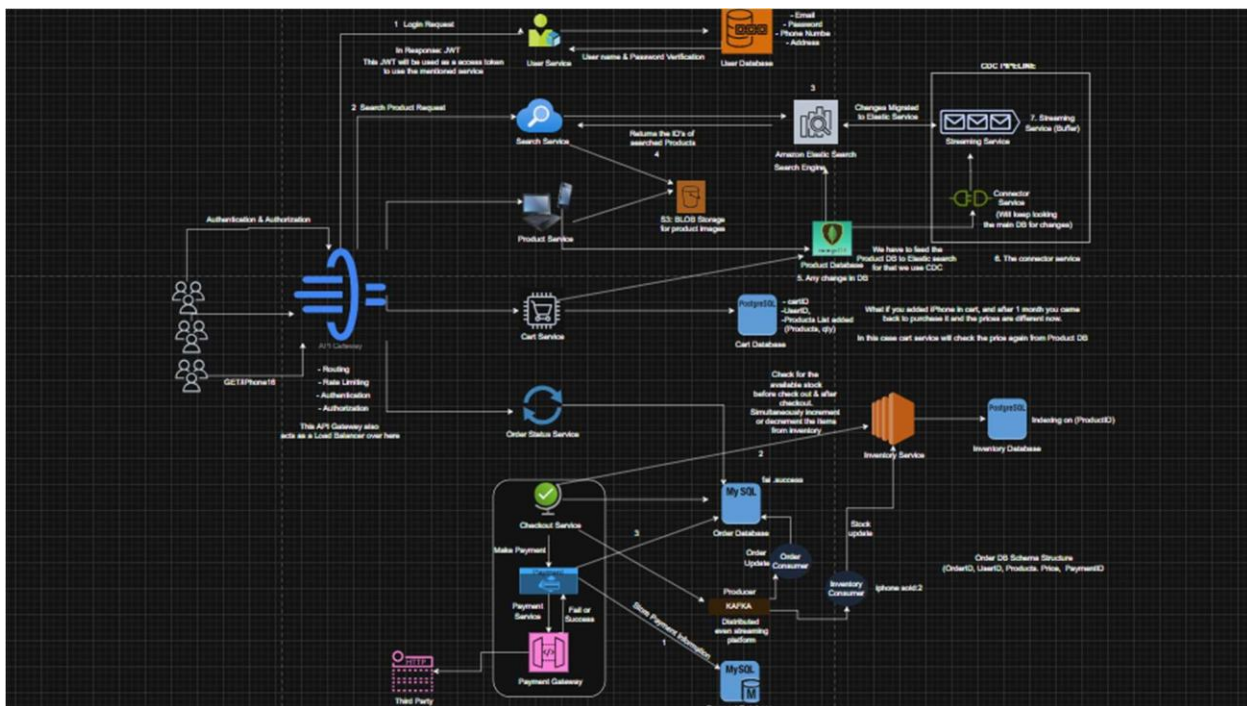 1 Login Request
In Response: JWT
This JWT will be used as a access token
to use the mentioned service
User Service
User name & Password Verification
- Email
- Password
- Phone Numbe
- Address
User Database
2 Search Product Request
Search Service
Returns the ID's of
searched Products
4
3
Amazon Elastic Search
Search Engine
Changes Migrated
to Elastic Service
CDC PIPELINE
Streaming Service
7. Streaming
Service (Buffer)
Connector
Service
(Will keep looking
the main DB for changes)
6. The connector service
S3: BLOB Storage
for product images
Product Service
Product Database
5. Any change in DB
We have to feed the
Product DB to Elastic search
for that we use CDC
Authentication & Authorization
API Gateway
GET/iPhone16
- Routing
- Rate Limiting
- Authentication
- Authorization
This API Gateway also
acts as a Load Balancer over here
Cart Service
PostgreSQL
- cartID
-UserID,
-Products List added
(Products, qty)
Cart Database
What if you added iPhone in cart, and after 1 month you came
back to purchase it and the prices are different now.
In this case cart service will check the price again from Product DB
Order Status Service
Check for the
available stock
before check out & after
checkout.
Simultaneously increment
or decrement the items
from inventory
2
Inventory Service
PostgreSQL
Inventory Database
Indexing on (ProductID)
fai .success
Checkout Service
My SQL
Order Database
3
Make Payment
Payment
Service
Fail or
Success
Payment Gateway
HTTP
Third Party
Order
Update
Order
Consumer
Producer
KAFKA
Distributed
even streaming
platform
Stock
update
Inventory
Consumer
iphone sold:2
Order DB Schema Structure
(OrderID, UserID, Products. Price, PaymentID
Store Payment Information
1
MySQL
M